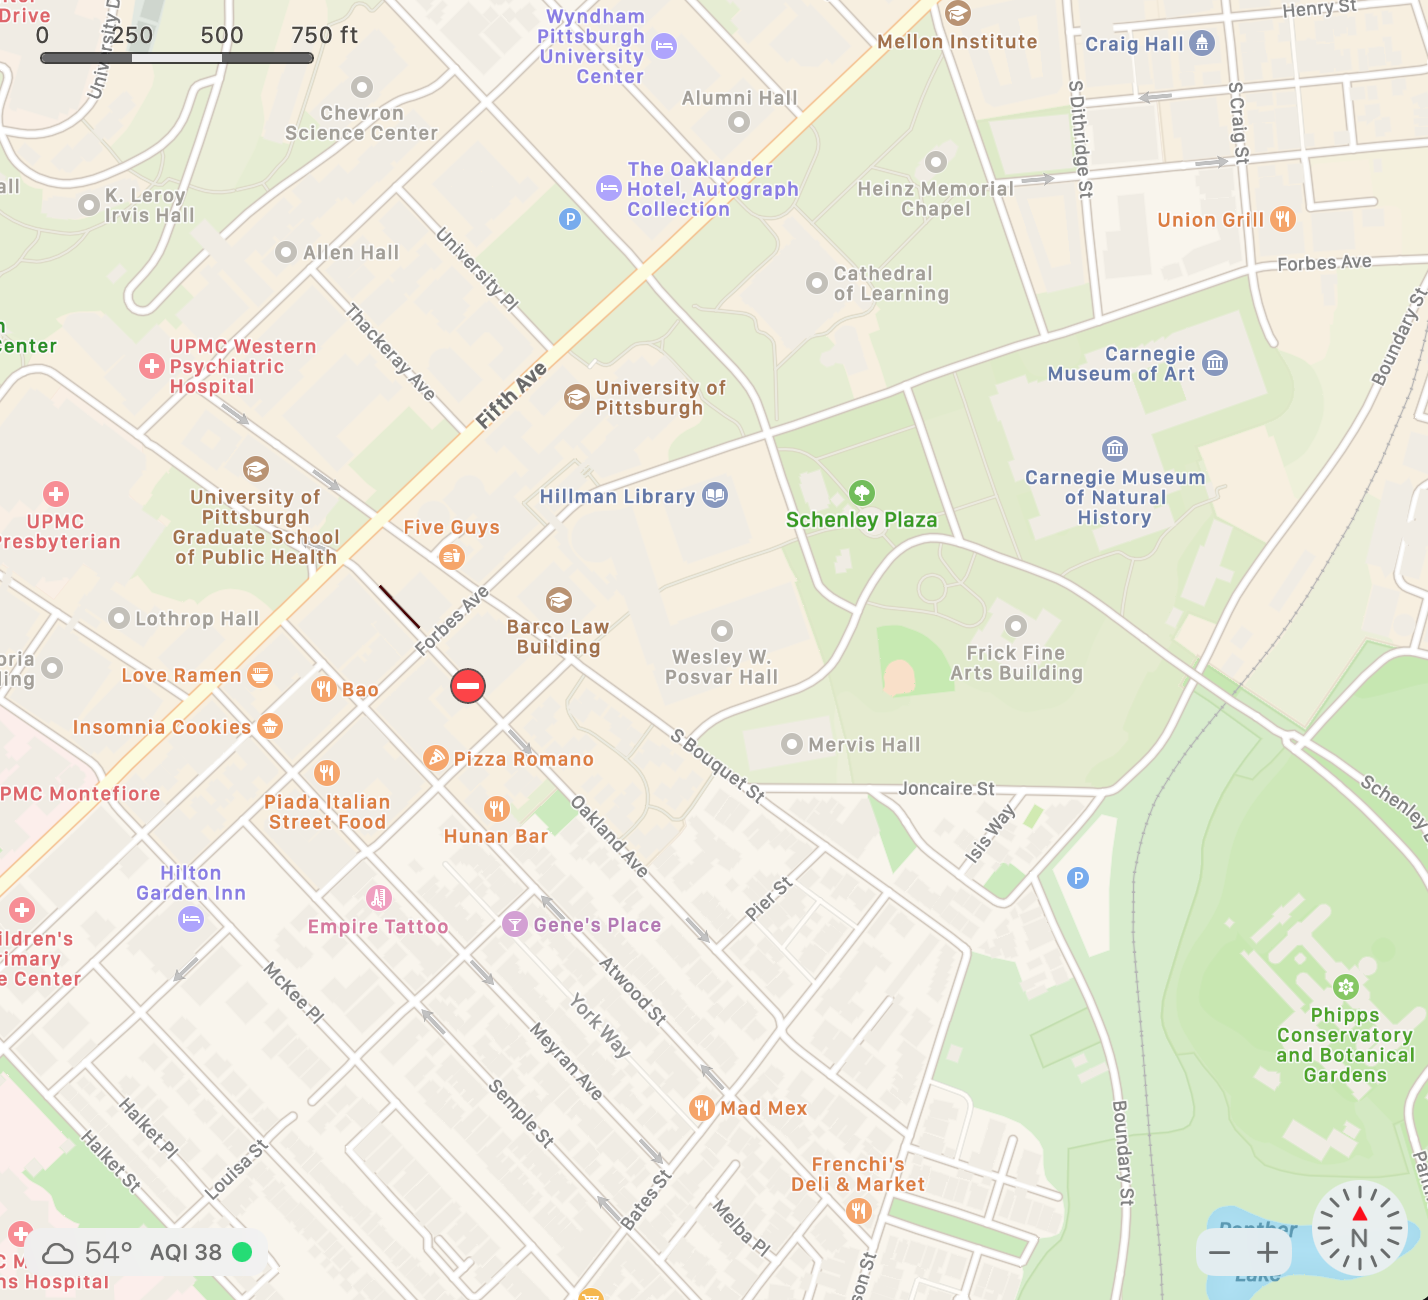 Drive
0 250 500 750 ft
University D
Wyndham
Pittsburgh
University
Center
Mellon Institute
Craig Hall
Henry St
Chevron
Science Center
Alumni Hall
S Dithridge St
S Craig St
K. Leroy
Irvis Hall
The Oaklander
Hotel, Autograph
Collection
P
Heinz Memorial
Chapel
Union Grill
Allen Hall
University Pl
Cathedral
of Learning
Forbes Ave
Boundary St
Center
UPMC Western
Psychiatric
Hospital
Thackeray Ave
Fifth Ave
University of
Pittsburgh
Carnegie
Museum of Art
UPMC
Presbyterian
University of
Pittsburgh
Graduate School
of Public Health
Five Guys
Hillman Library
Schenley Plaza
Carnegie Museum
of Natural
History
Lothrop Hall
Forbes Ave
Barco Law
Building
Wesley W.
Posvar Hall
Frick Fine
Arts Building
Love Ramen
Bao
Insomnia Cookies
Pizza Romano
S Bouquet St
Mervis Hall
Joncaire St
Schenley
PMC Montefiore
Piada Italian
Street Food
Hunan Bar
Oakland Ave
Isis Way
Hilton
Garden Inn
Pier St
P
Empire Tattoo
Gene's Place
ildren's
rimary
e Center
McKee Pl
Atwood St
York Way
Meyran Ave
Phipps
Conservatory
and Botanical
Gardens
Semple St
Mad Mex
Halket Pl
Halket St
Louisa St
Boundary St
Frenchi's
Deli & Market
Bates St
Melba Pl
son St
Panther
Lake
N
54° AQI 38
ns Hospital